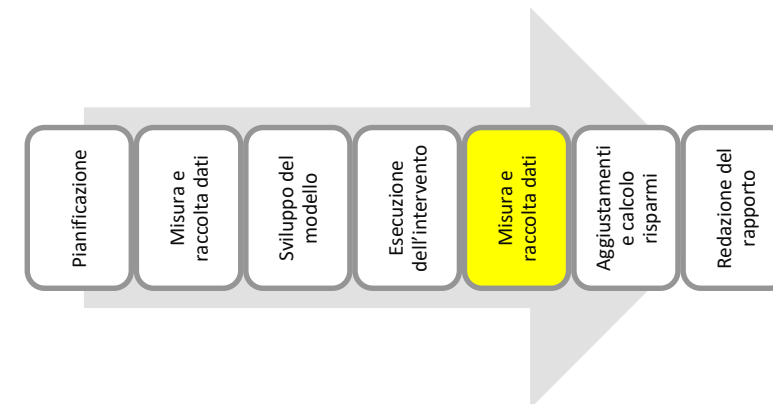 Pianificazione
Misura e
raccolta dati
Sviluppo del
modello
Esecuzione
dell'intervento
Misura e
raccolta dati
Aggiustamenti
e calcolo
risparmi
Redazione del
rapporto